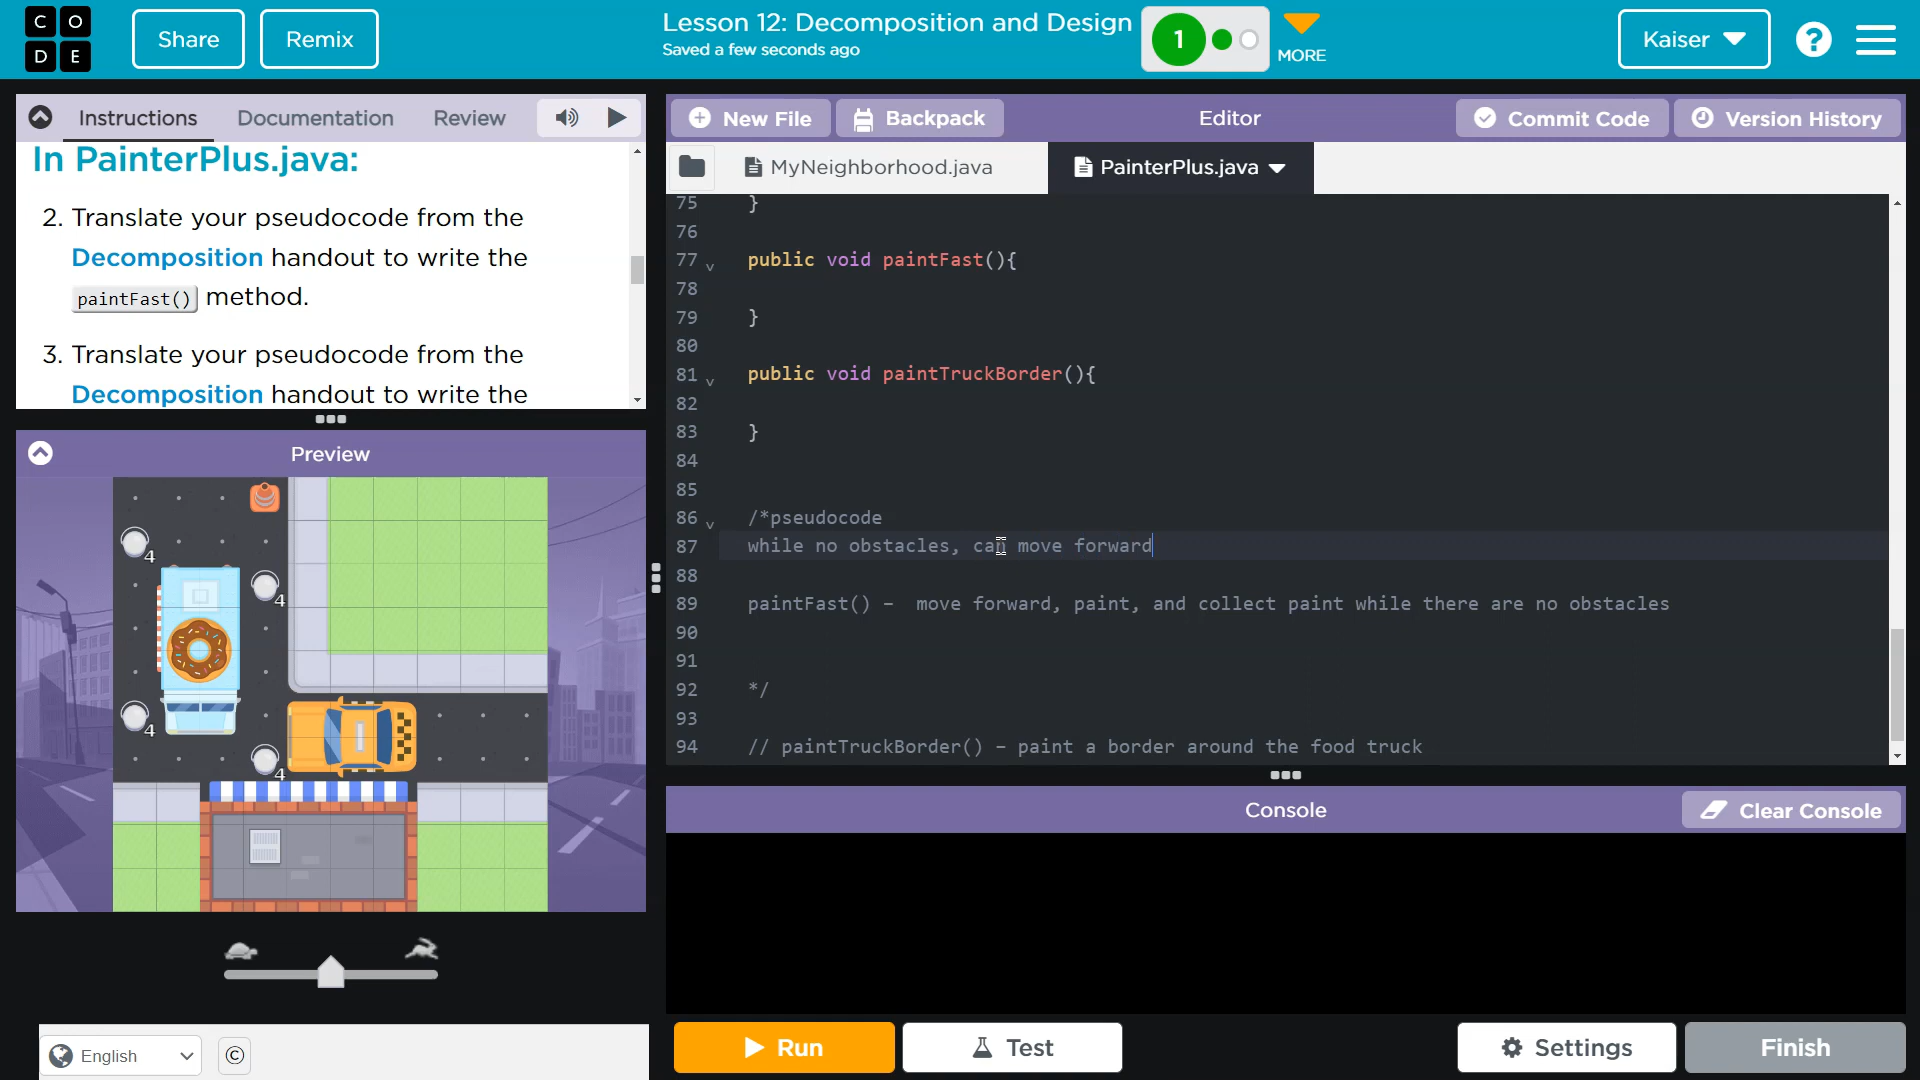 C O
D E
Share
Remix
Lesson 12: Decomposition and Design
Saved a few seconds ago
1
MORE
Kaiser
?
Instructions
Documentation
Review
In PainterPlus.java:
2. Translate your pseudocode from the
Decomposition handout to write the
paintFast() method.
3. Translate your pseudocode from the
Decomposition handout to write the
Preview
4
4
4
4
English
©
New File
Backpack
Editor
Commit Code
Version History
MyNeighborhood.java
PainterPlus.java
75 }
76
77 public void paintFast(){
78
79 }
80
81 public void paintTruckBorder(){
82
83 }
84
85
86 /*pseudocode
87 while no obstacles, can move forward
88
89 paintFast() – move forward, paint, and collect paint while there are no obstacles
90
91
92 */
93
94 // paintTruckBorder() – paint a border around the food truck
Console
Clear Console
Run
Test
Settings
Finish